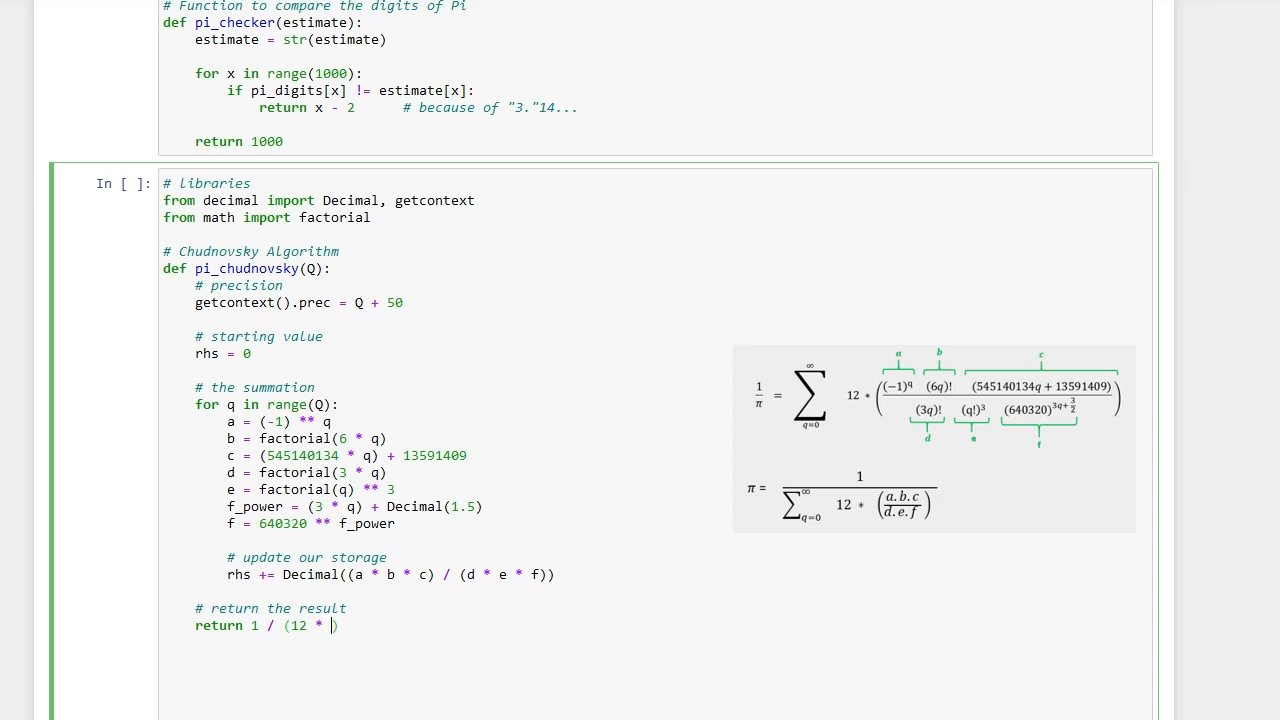 # Function to compare the digits of Pi
def pi_checker(estimate):
    estimate = str(estimate)
    for x in range(1000):
        if pi_digits[x] != estimate[x]:
            return x - 2      # because of "3."14...
    return 1000
In [ ]:
# libraries
from decimal import Decimal, getcontext
from math import factorial
# Chudnovsky Algorithm
def pi_chudnovsky(Q):
    # precision
    getcontext().prec = Q + 50
    # starting value
    rhs = 0
    # the summation
    for q in range(Q):
        a = (-1) ** q
        b = factorial(6 * q)
        c = (545140134 * q) + 13591409
        d = factorial(3 * q)
        e = factorial(q) ** 3
        f_power = (3 * q) + Decimal(1.5)
        f = 640320 ** f_power
        # update our storage
        rhs += Decimal((a * b * c) / (d * e * f))
    # return the result
    return 1 / (12 * )
a b c
∞
1 (−1)^q (6q)! (545140134q + 13591409)
π = ∑ 12 * (3q)! (q!)³ (640320)^(3q+3/2)
q=0
d e f
1
π =
∞
∑ 12 * (a.b.c / d.e.f)
q=0